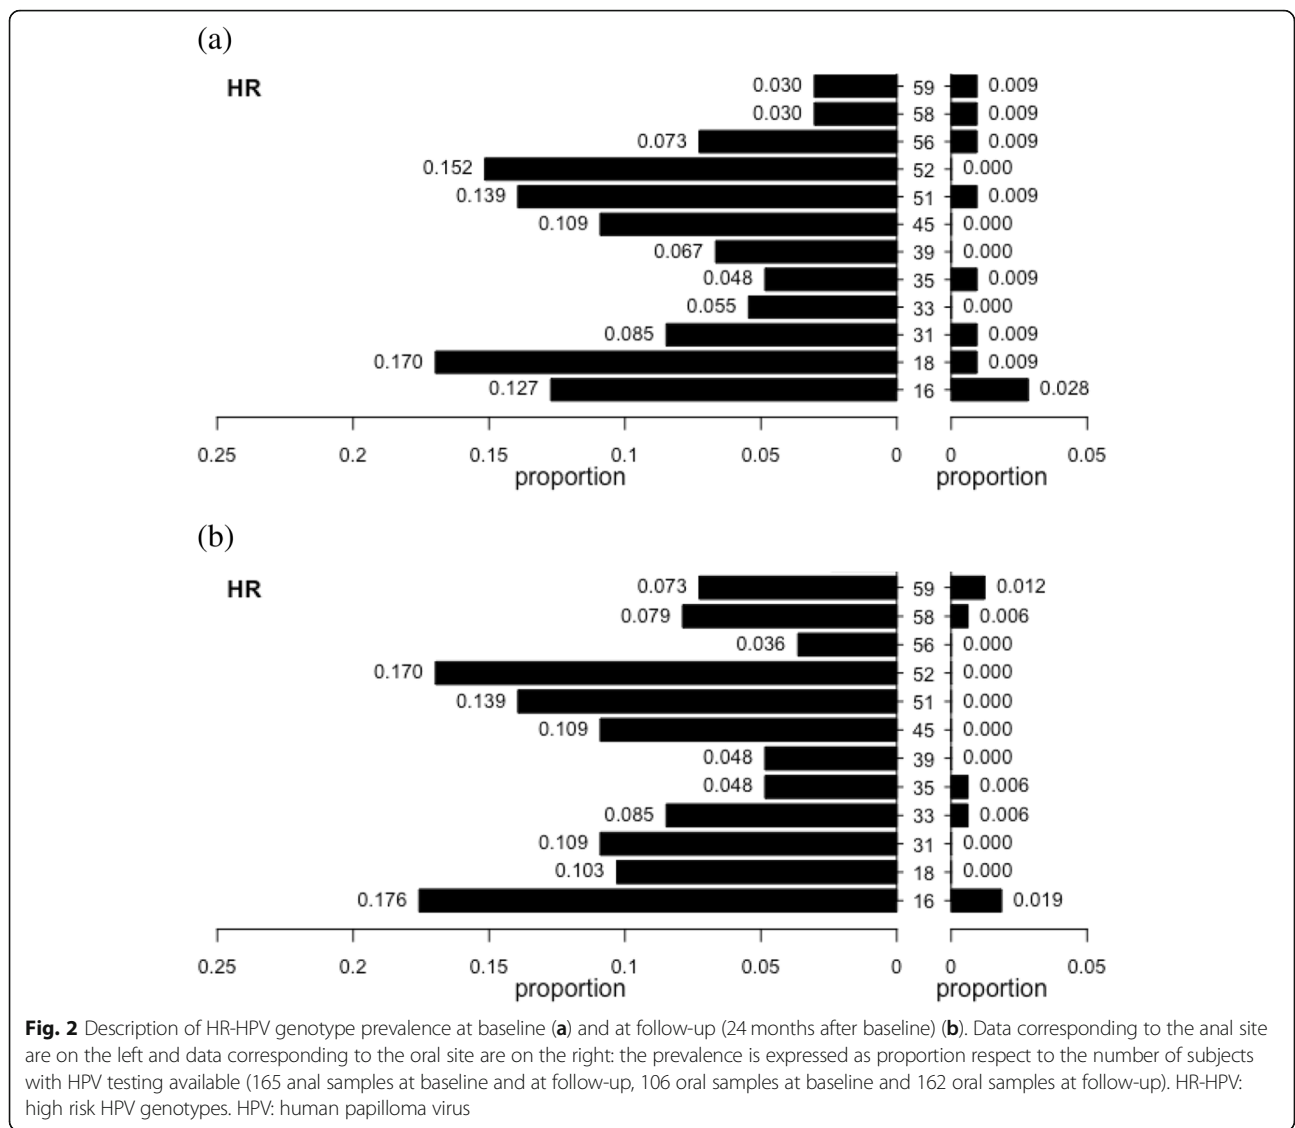 (a)
HR
0.030 59 0.009
0.030 58 0.009
0.073 56 0.009
0.152 52 0.000
0.139 51 0.009
0.109 45 0.000
0.067 39 0.000
0.048 35 0.009
0.055 33 0.000
0.085 31 0.009
0.170 18 0.009
0.127 16 0.028
0.25 0.2 0.15 0.1 0.05 0 0 0.05
proportion proportion
(b)
HR
0.073 59 0.012
0.079 58 0.006
0.036 56 0.000
0.170 52 0.000
0.139 51 0.000
0.109 45 0.000
0.048 39 0.000
0.048 35 0.006
0.085 33 0.006
0.109 31 0.000
0.103 18 0.000
0.176 16 0.019
0.25 0.2 0.15 0.1 0.05 0 0 0.05
proportion proportion
Fig. 2 Description of HR-HPV genotype prevalence at baseline (a) and at follow-up (24 months after baseline) (b). Data corresponding to the anal site
are on the left and data corresponding to the oral site are on the right: the prevalence is expressed as proportion respect to the number of subjects
with HPV testing available (165 anal samples at baseline and at follow-up, 106 oral samples at baseline and 162 oral samples at follow-up). HR-HPV:
high risk HPV genotypes. HPV: human papilloma virus